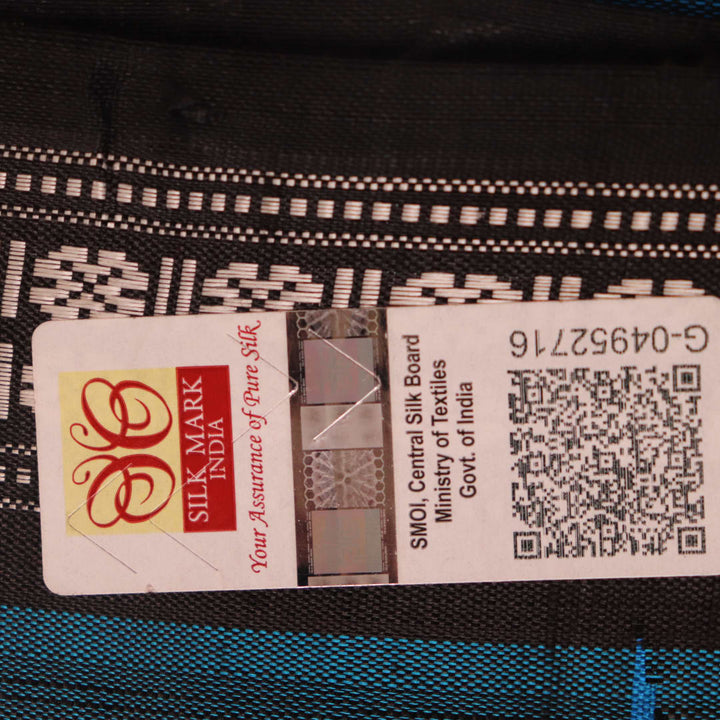 SILK MARK
INDIA
Your Assurance of Pure Silk
SMOI, Central Silk Board
Ministry of Textiles
Govt. of India
G-04952716